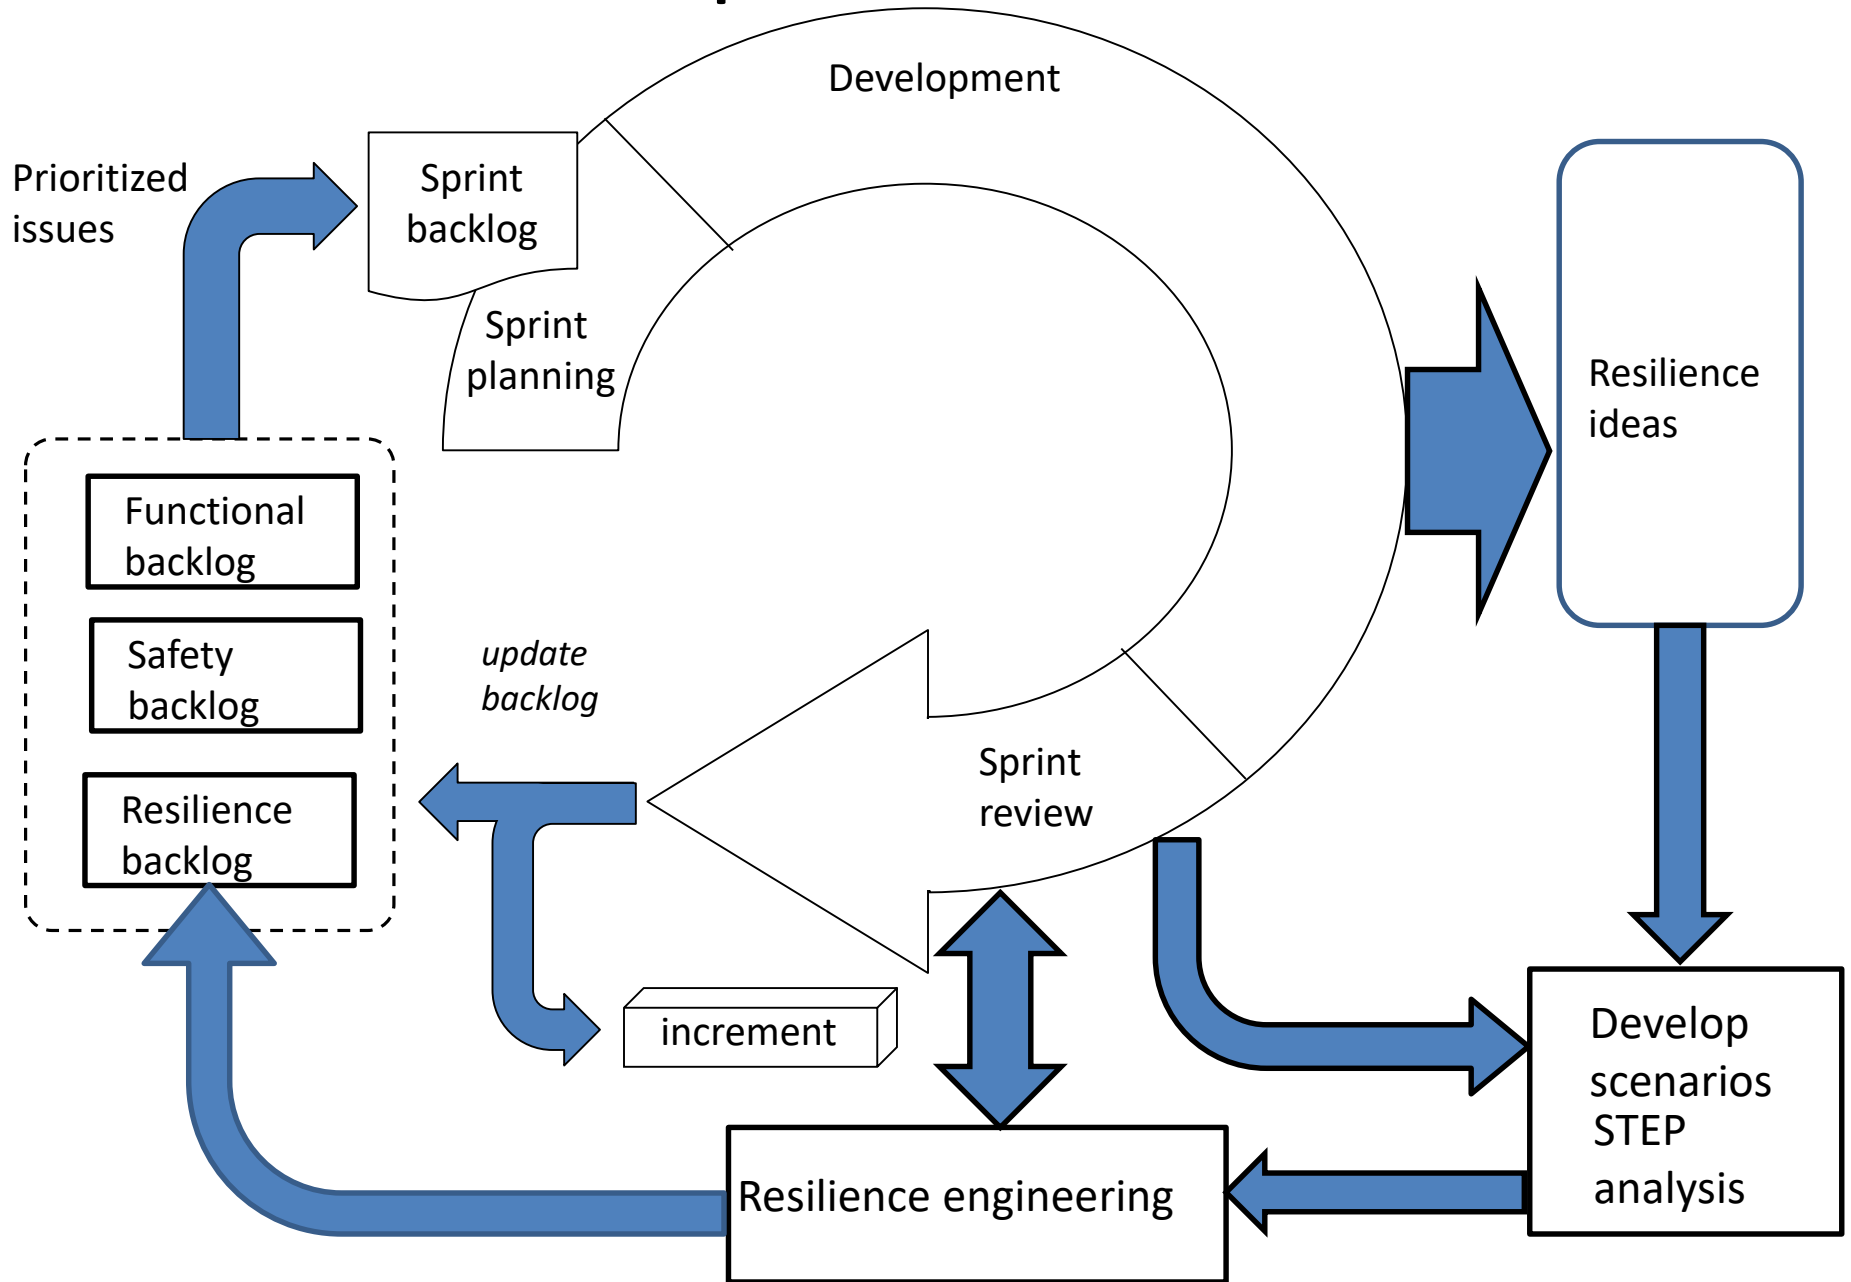 Development
Prioritized
issues
Sprint
backlog
Sprint
planning
Resilience
ideas
Functional
backlog
Safety
backlog
Resilience
backlog
update
backlog
Sprint
review
increment
Develop
scenarios
STEP
analysis
Resilience engineering